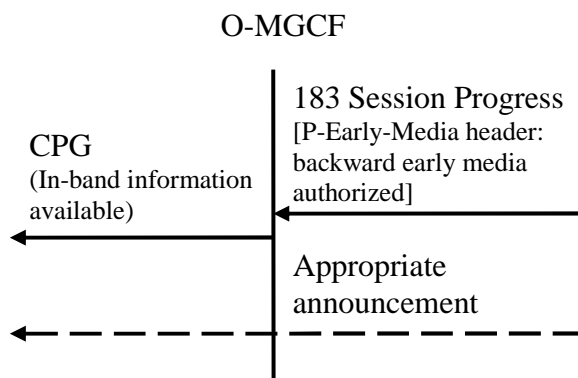 O-MGCF
183 Session Progress
[P-Early-Media header:
backward early media
authorized]
CPG
(In-band information
available)
Appropriate
announcement